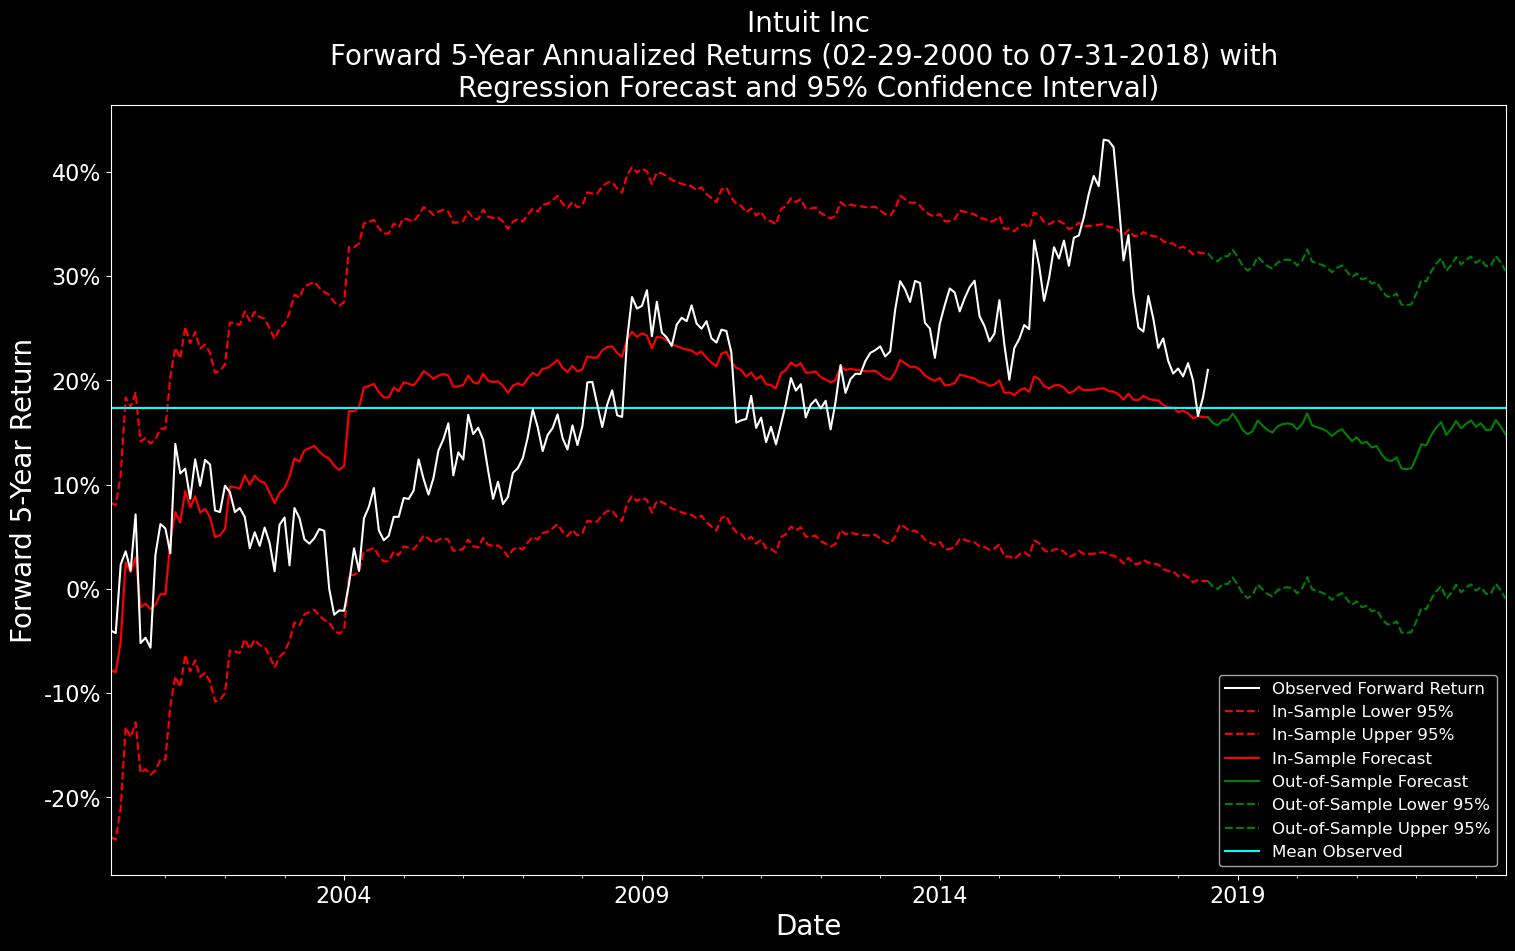 Intuit Inc
Forward 5-Year Annualized Returns (02-29-2000 to 07-31-2018) with
Regression Forecast and 95% Confidence Interval)
Forward 5-Year Return
40%
30%
20%
10%
0%
-10%
-20%
2004
2009
2014
2019
Date
Observed Forward Return
In-Sample Lower 95%
In-Sample Upper 95%
In-Sample Forecast
Out-of-Sample Forecast
Out-of-Sample Lower 95%
Out-of-Sample Upper 95%
Mean Observed